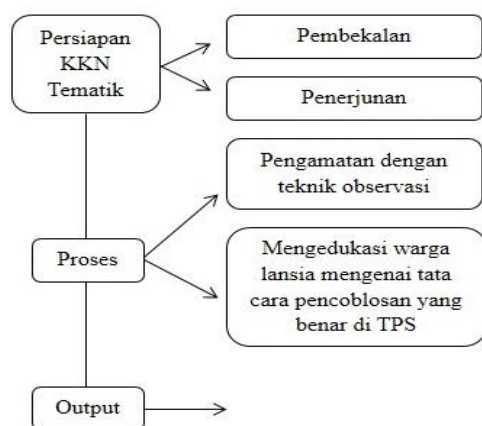 Persiapan
KKN
Tematik
Pembekalan
Penerjunan
Pengamatan dengan
teknik observasi
Proses
Mengedukasi warga
lansia mengenai tata
cara pencoblosan yang
benar di TPS
Output